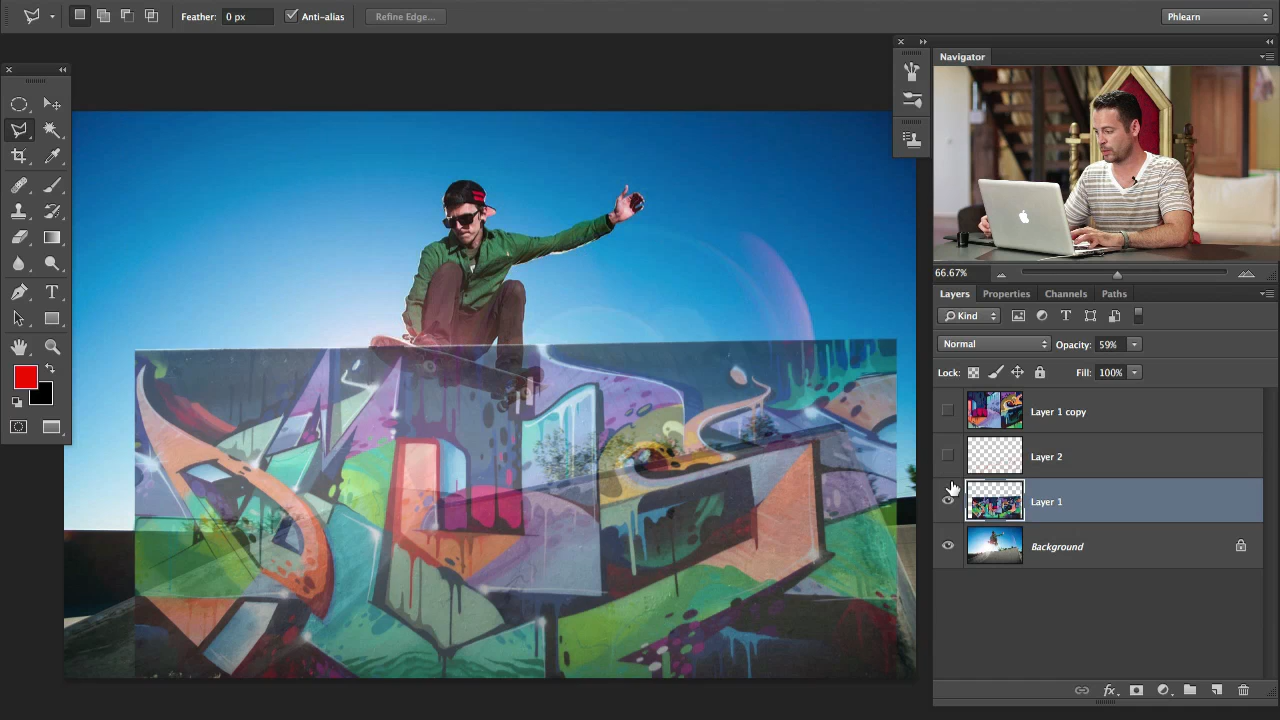 Feather: 0 px Anti-alias Refine Edge... Phlearn
Navigator
66.67%
Layers Properties Channels Paths
Kind
Normal Opacity: 59%
Lock: Fill: 100%
Layer 1 copy
Layer 2
Layer 1
Background